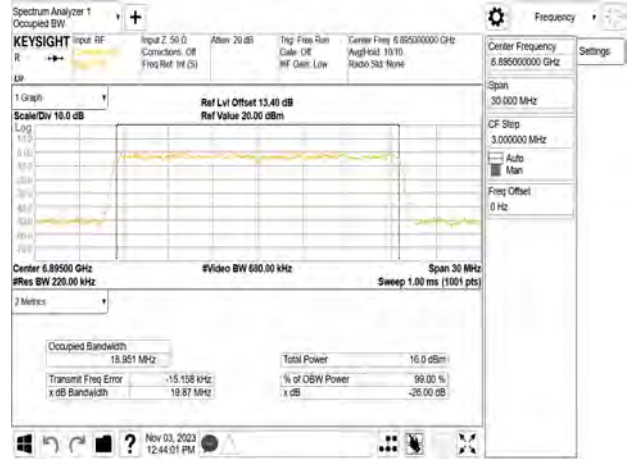 Spectrum Analyzer 1
Occupied BW
+
Frequency
KEYSIGHT Input: RF
Input Z: 50 Ω
Corrections: Off
Freq Ref: Int (S)
Atten: 20 dB
Trig: Free Run
Gate: Off
#IF Gain: Low
Center Freq: 6.895000000 GHz
Avg|Hold: 10/10
Radio Std: None
R
Center Frequency
6.895000000 GHz
Settings
Span
30.000 MHz
CF Step
3.000000 MHz
Auto
Man
Freq Offset
0 Hz
1 Graph
Scale/Div 10.0 dB
Ref Lvl Offset 13.40 dB
Ref Value 20.00 dBm
Log
Center 6.89500 GHz
#Res BW 220.00 kHz
#Video BW 680.00 kHz
Span 30 MHz
Sweep 1.00 ms (1001 pts)
2 Metrics
Occupied Bandwidth
18.951 MHz
Total Power 16.0 dBm
Transmit Freq Error -15.158 kHz
% of OBW Power 99.00 %
x dB Bandwidth 19.87 MHz
x dB -26.00 dB
?
Nov 03, 2023
12:44:01 PM